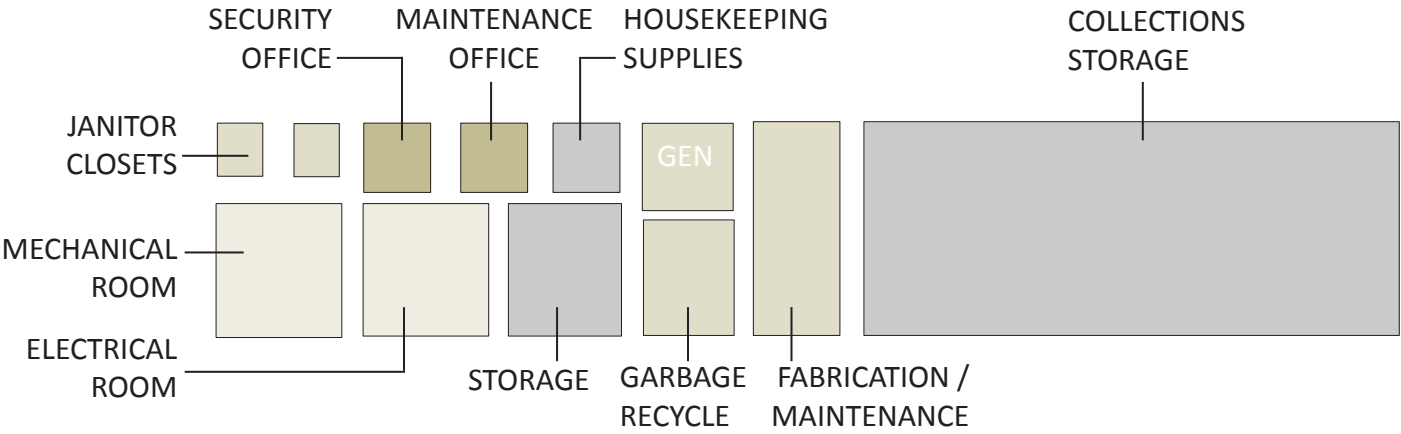 SECURITY
OFFICE
MAINTENANCE
OFFICE
HOUSEKEEPING
SUPPLIES
COLLECTIONS
STORAGE
JANITOR
CLOSETS
GEN
MECHANICAL
ROOM
ELECTRICAL
ROOM
STORAGE
GARBAGE
RECYCLE
FABRICATION /
MAINTENANCE